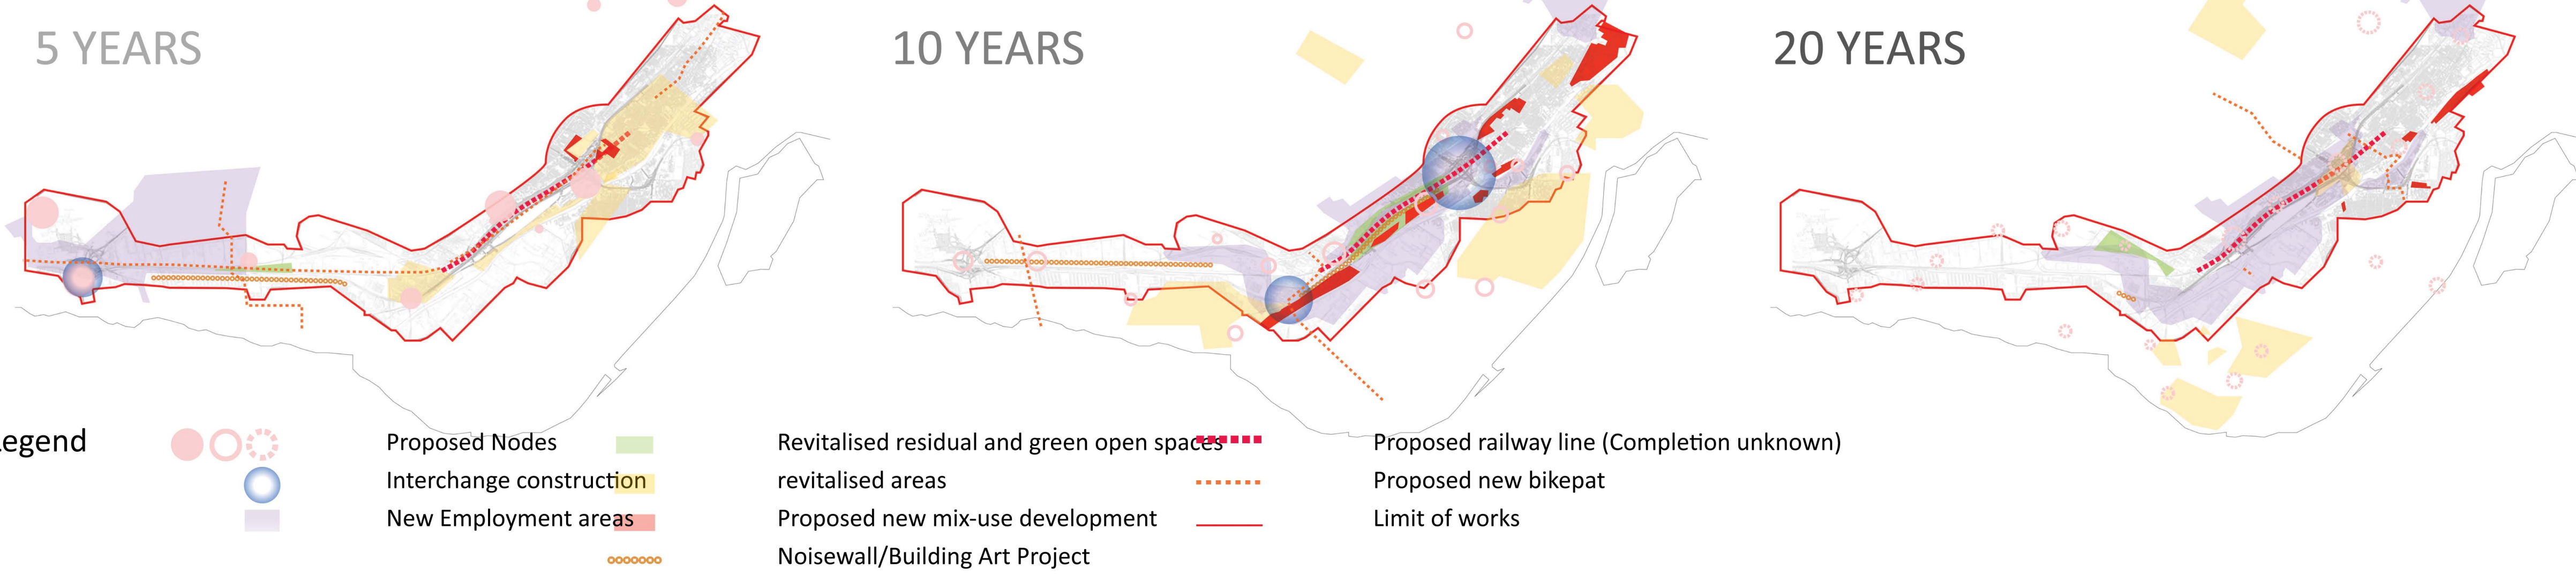 5 YEARS
10 YEARS
20 YEARS
egend
Proposed Nodes
Interchange construction
New Employment areas
Revitalised residual and green open spaces
revitalised areas
Proposed new mix-use development
Noisewall/Building Art Project
Proposed railway line (Completion unknown)
Proposed new bikepat
Limit of works